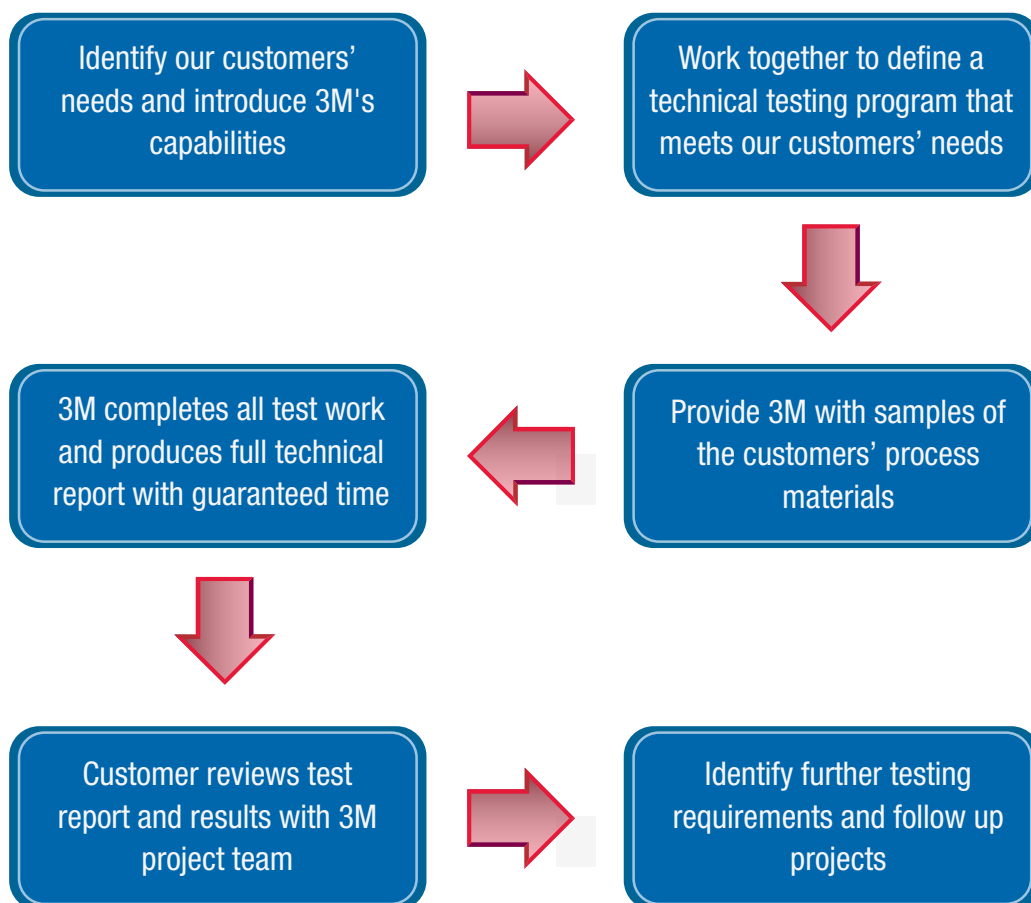 Identify our customers’
needs and introduce 3M's
capabilities
Work together to define a
technical testing program that
meets our customers’ needs
Provide 3M with samples of
the customers’ process
materials
3M completes all test work
and produces full technical
report with guaranteed time
Customer reviews test
report and results with 3M
project team
Identify further testing
requirements and follow up
projects